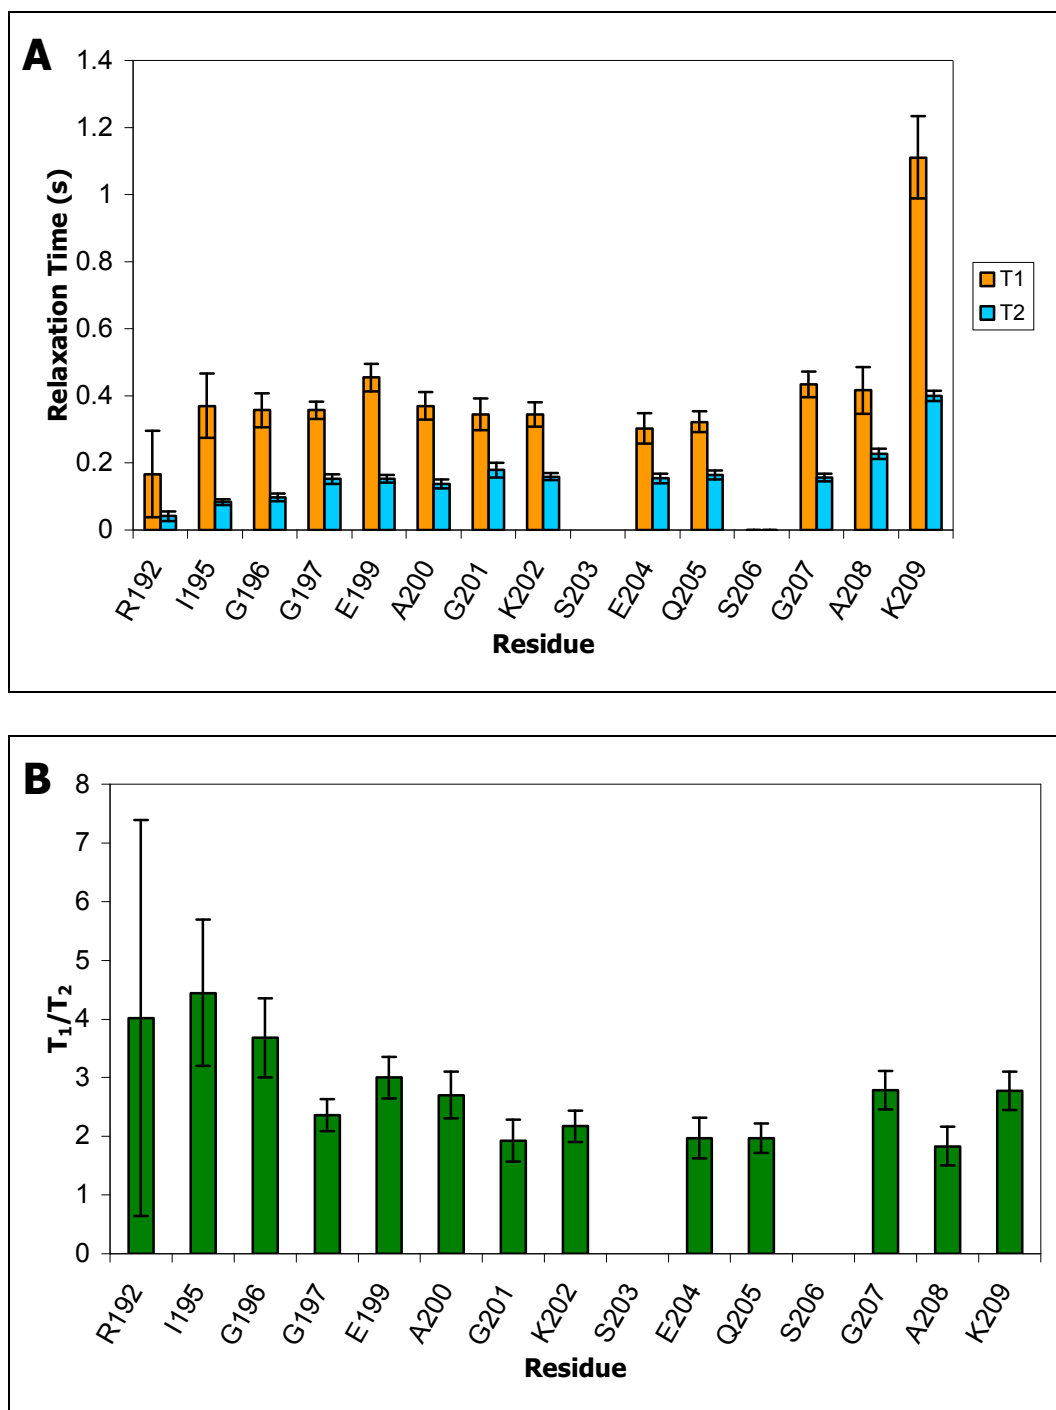 A
1.4
1.2
1
0.8
0.6
0.4
0.2
0
Relaxation Time (s)
R192 I195 G196 G197 E199 A200 G201 K202 S203 E204 Q205 S206 G207 A208 K209
Residue
T1
T2
B
8
7
6
5
4
3
2
1
0
T₁/T₂
R192 I195 G196 G197 E199 A200 G201 K202 S203 E204 Q205 S206 G207 A208 K209
Residue